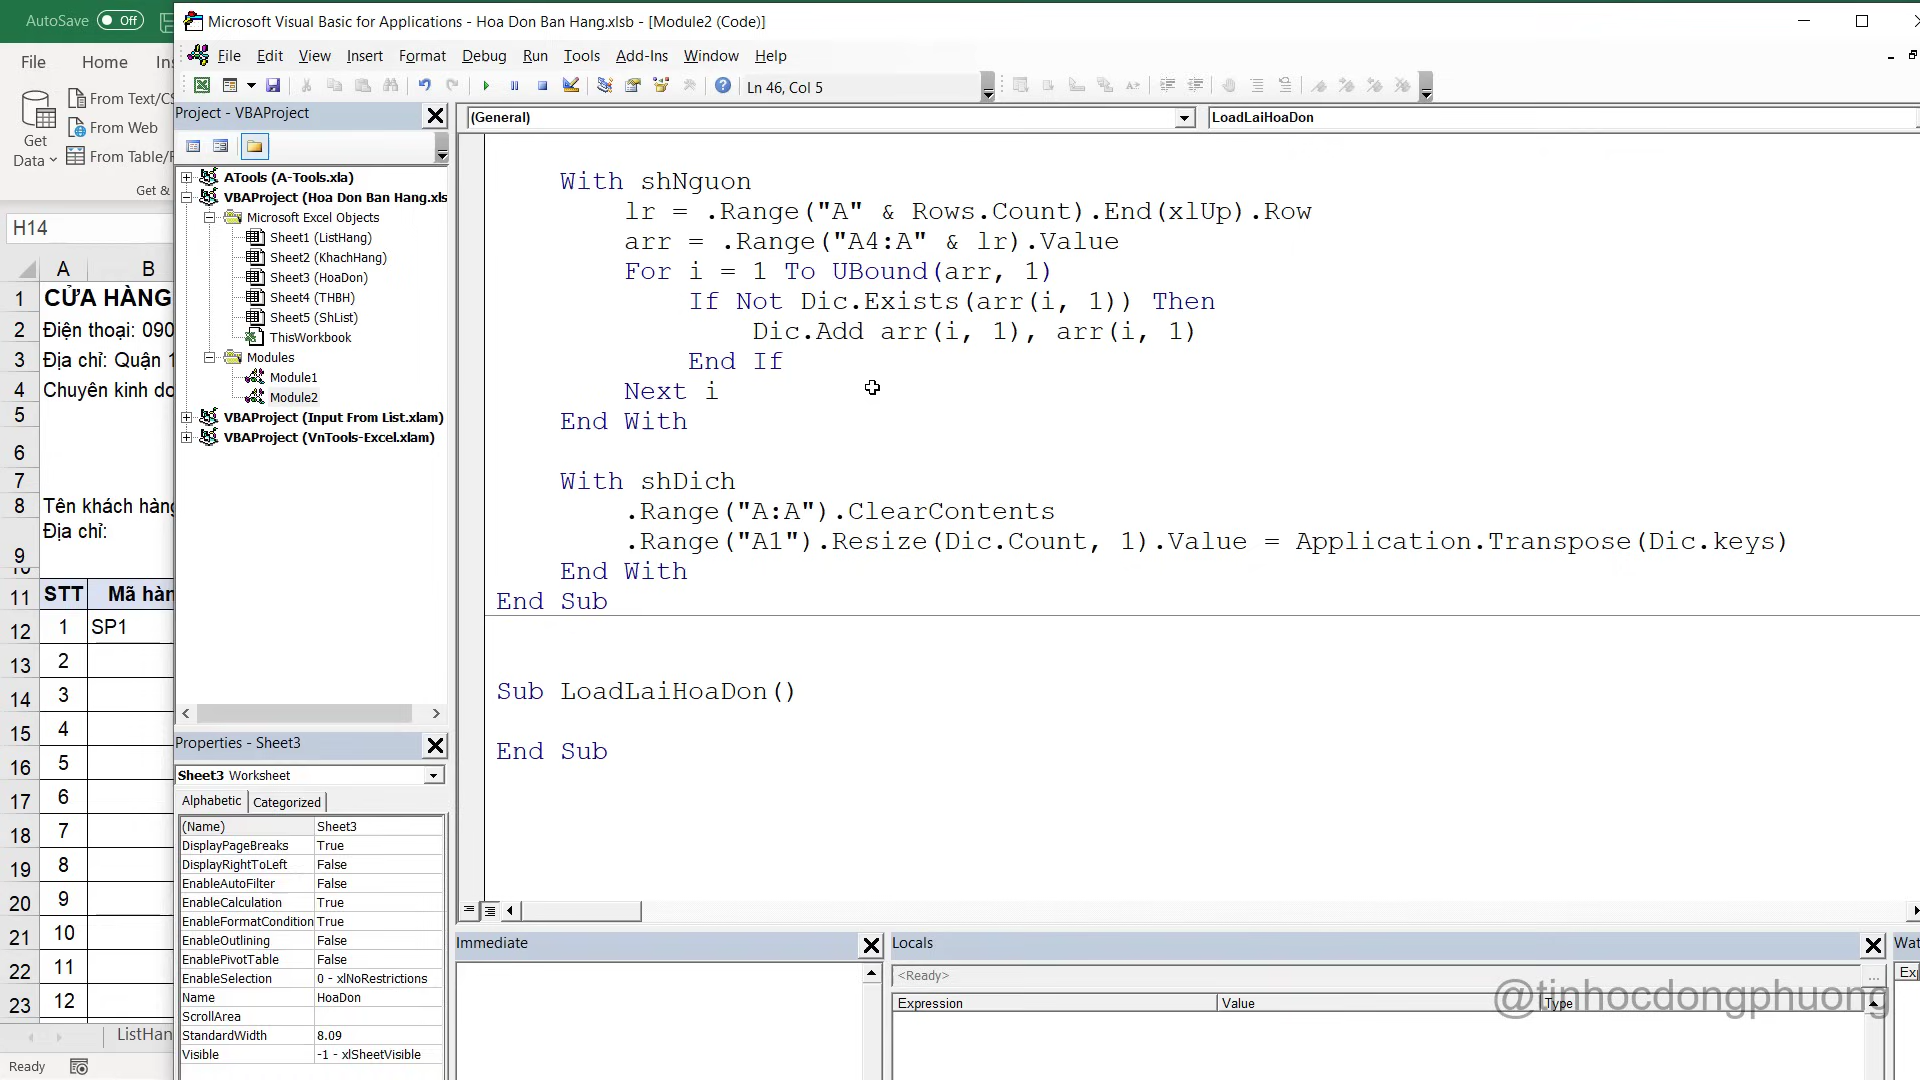 AutoSave Off
Microsoft Visual Basic for Applications - Hoa Don Ban Hang.xlsb - [Module2 (Code)]
File Edit View Insert Format Debug Run Tools Add-Ins Window Help
Ln 46, Col 5
File Home
From Text/CS
From Web
From Table/
Get
Data
Get &
H14
A B
1 CỬA HÀNG
2 Điện thoại: 090
3 Địa chỉ: Quận 1
4 Chuyên kinh do
5
6
7
8 Tên khách hàng
9 Địa chỉ:
10
11 STT Mã hàn
12 1 SP1
13 2
14 3
15 4
16 5
17 6
18 7
19 8
20 9
21 10
22 11
23 12
ListHan
Ready
Project - VBAProject
ATools (A-Tools.xla)
VBAProject (Hoa Don Ban Hang.xls
Microsoft Excel Objects
Sheet1 (ListHang)
Sheet2 (KhachHang)
Sheet3 (HoaDon)
Sheet4 (THBH)
Sheet5 (ShList)
ThisWorkbook
Modules
Module1
Module2
VBAProject (Input From List.xlam)
VBAProject (VnTools-Excel.xlam)
Properties - Sheet3
Sheet3 Worksheet
Alphabetic Categorized
(Name) Sheet3
DisplayPageBreaks True
DisplayRightToLeft False
EnableAutoFilter False
EnableCalculation True
EnableFormatCondition True
EnableOutlining False
EnablePivotTable False
EnableSelection 0 - xlNoRestrictions
Name HoaDon
ScrollArea
StandardWidth 8.09
Visible -1 - xlSheetVisible
(General) LoadLaiHoaDon
With shNguon
lr = .Range("A" & Rows.Count).End(xlUp).Row
arr = .Range("A4:A" & lr).Value
For i = 1 To UBound(arr, 1)
If Not Dic.Exists(arr(i, 1)) Then
Dic.Add arr(i, 1), arr(i, 1)
End If
Next i
End With
With shDich
.Range("A:A").ClearContents
.Range("A1").Resize(Dic.Count, 1).Value = Application.Transpose(Dic.keys)
End With
End Sub
Sub LoadLaiHoaDon()
End Sub
Immediate
Locals
<Ready>
Expression Value Type
Wat
Ex
@tinhocdongphuong